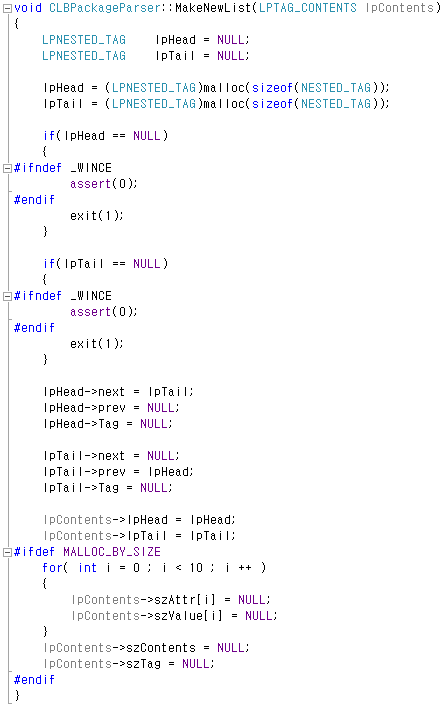 void CLBPackageParser::MakeNewList(LPTAG_CONTENTS lpContents)
{
    LPNESTED_TAG    lpHead = NULL;
    LPNESTED_TAG    lpTail = NULL;

    lpHead = (LPNESTED_TAG)malloc(sizeof(NESTED_TAG));
    lpTail = (LPNESTED_TAG)malloc(sizeof(NESTED_TAG));

    if(lpHead == NULL)
    {
#ifndef _WINCE
        assert(0);
#endif
        exit(1);
    }

    if(lpTail == NULL)
    {
#ifndef _WINCE
        assert(0);
#endif
        exit(1);
    }

    lpHead->next = lpTail;
    lpHead->prev = NULL;
    lpHead->Tag = NULL;

    lpTail->next = NULL;
    lpTail->prev = lpHead;
    lpTail->Tag = NULL;

    lpContents->lpHead = lpHead;
    lpContents->lpTail = lpTail;
#ifdef MALLOC_BY_SIZE
    for( int i = 0 ; i < 10 ; i ++ )
    {
        lpContents->szAttr[i] = NULL;
        lpContents->szValue[i] = NULL;
    }
    lpContents->szContents = NULL;
    lpContents->szTag = NULL;
#endif
}